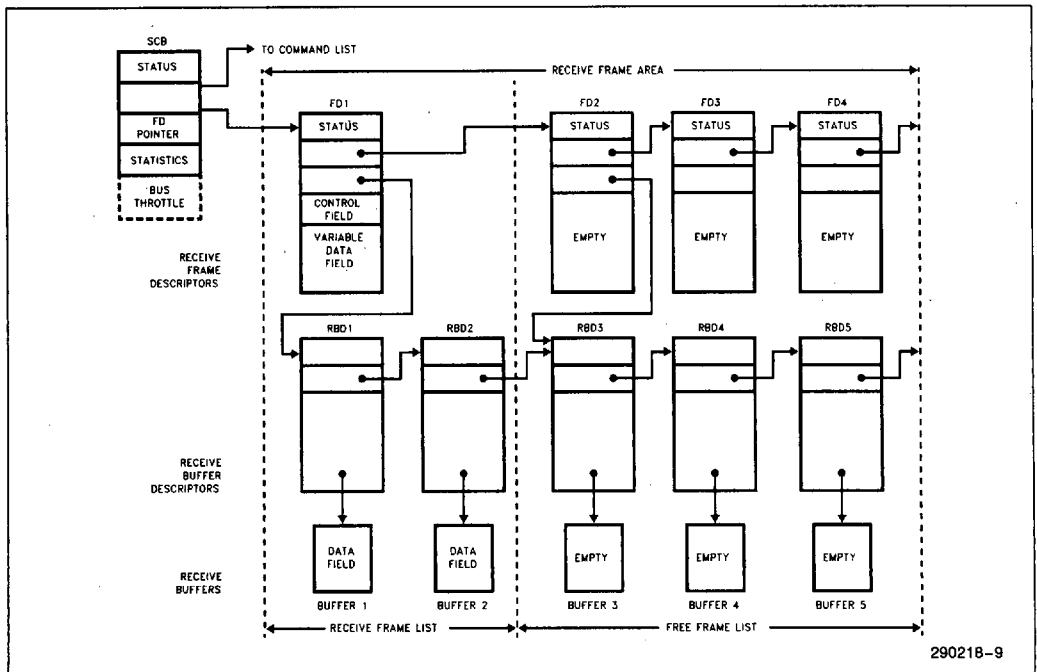 SCB
STATUS
TO COMMAND LIST
RECEIVE FRAME AREA
FD
POINTER
STATISTICS
BUS
THROTTLE
FD1
STATUS
CONTROL
FIELD
VARIABLE
DATA
FIELD
FD2
STATUS
EMPTY
FD3
STATUS
EMPTY
FD4
STATUS
EMPTY
RECEIVE
FRAME
DESCRIPTORS
RBD1
RBD2
RBD3
RBD4
RBD5
RECEIVE
BUFFER
DESCRIPTORS
DATA
FIELD
DATA
FIELD
EMPTY
EMPTY
EMPTY
RECEIVE
BUFFERS
BUFFER 1
BUFFER 2
BUFFER 3
BUFFER 4
BUFFER 5
RECEIVE FRAME LIST
FREE FRAME LIST
290218-9